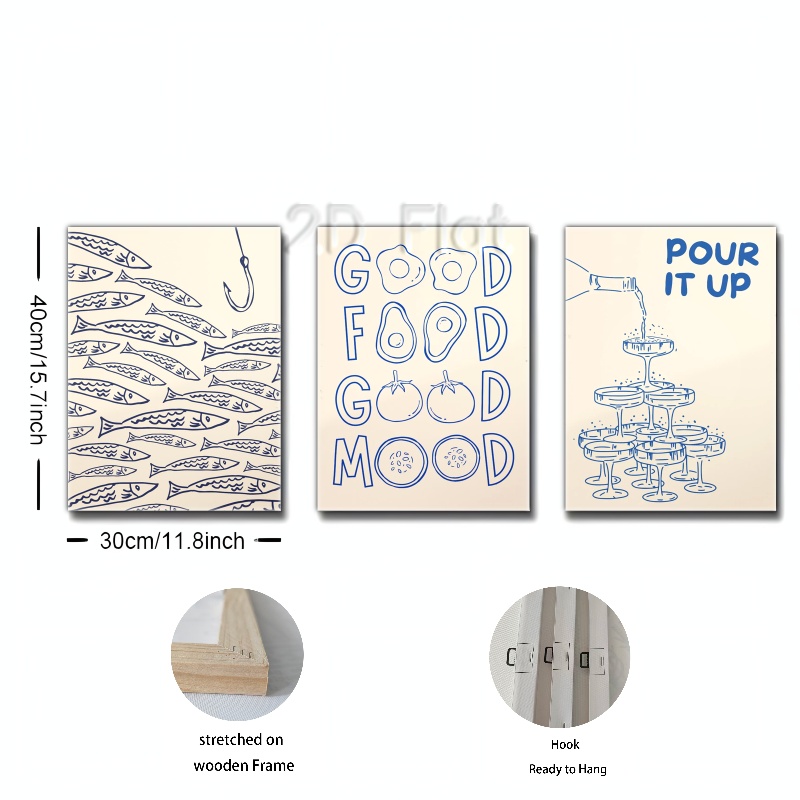 2D Flat
40cm/15.7inch
30cm/11.8inch
GOOD
FOOD
GOOD
MOOD
POUR
IT UP
stretched on
wooden Frame
Hook
Ready to Hang